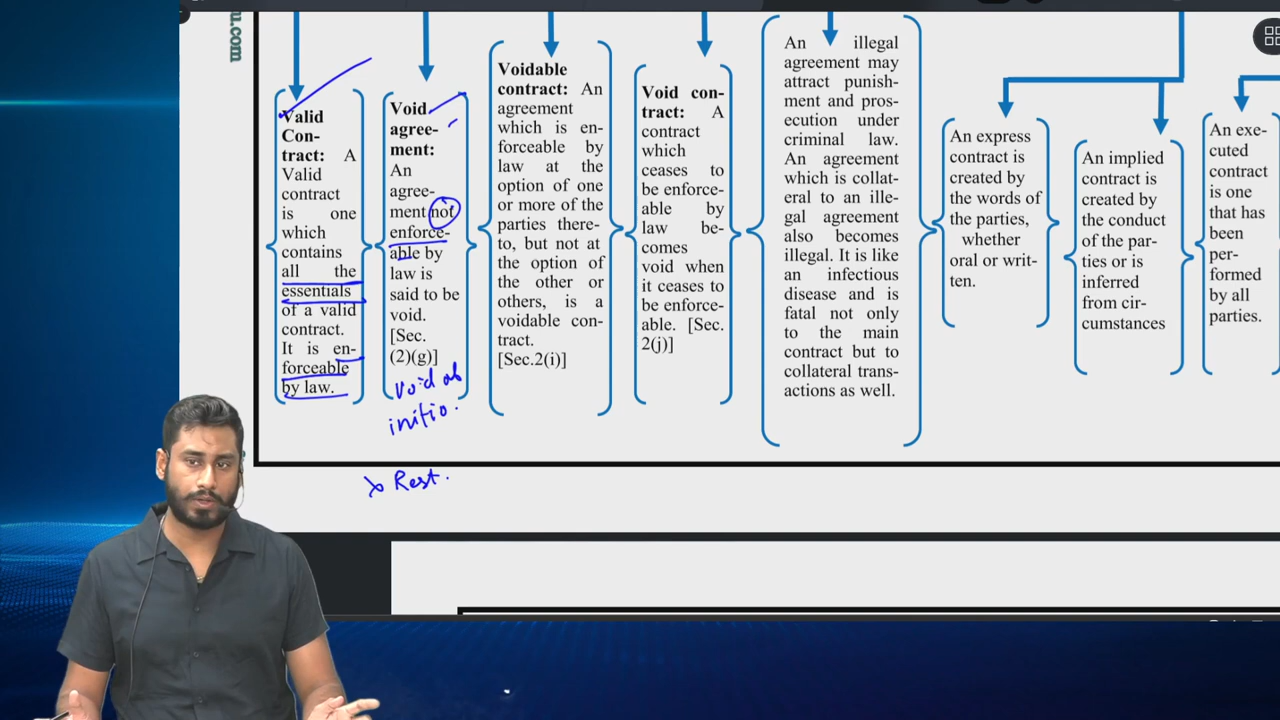 u.com
Valid
Con-
tract: A
Valid
contract
is one
which
contains
all the
essentials
of a valid
contract.
It is en-
forceable
by law.
Void
agree-
ment:
An
agree-
ment not
enforce-
able by
law is
said to be
void.
[Sec.
(2)(g)]
Void ab
initio.
Rest.
Voidable
contract: An
agreement
which is en-
forceable by
law at the
option of one
or more of the
parties there-
to, but not at
the option of
the other or
others, is a
voidable con-
tract.
[Sec.2(i)]
Void con-
tract: A
contract
which
ceases to
be enforce-
able by
law be-
comes
void when
it ceases to
be enforce-
able. [Sec.
2(j)]
An illegal
agreement may
attract punish-
ment and pros-
ecution under
criminal law.
An agreement
which is collat-
eral to an ille-
gal agreement
also becomes
illegal. It is like
an infectious
disease and is
fatal not only
to the main
contract but to
collateral trans-
actions as well.
An express
contract is
created by
the words of
the parties,
whether
oral or writ-
ten.
An implied
contract is
created by
the conduct
of the par-
ties or is
inferred
from cir-
cumstances
An exe-
cuted
contract
is one
that has
been
per-
formed
by all
parties.